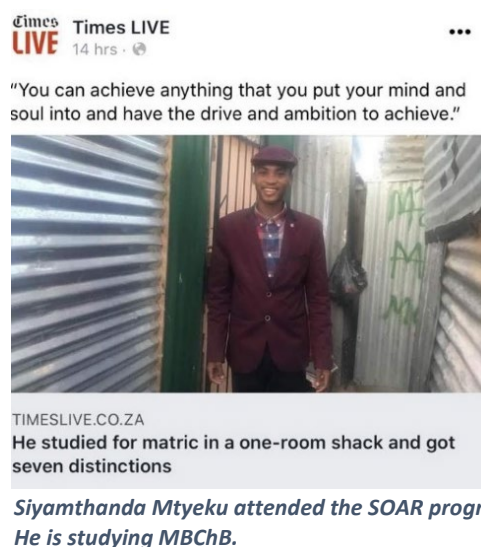 Times
LIVE
Times LIVE
14 hrs ·
"You can achieve anything that you put your mind and
soul into and have the drive and ambition to achieve."
TIMESLIVE.CO.ZA
He studied for matric in a one-room shack and got
seven distinctions
Siyamthanda Mtyeku attended the SOAR
He is studying MBChB.